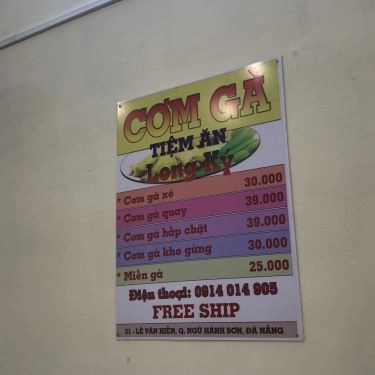 CƠM GÀ
TIỆM ĂN
Long Ky
* Cơm gà xé 30.000
* Cơm gà quay 39.000
* Cơm gà hấp chặt 39.000
* Cơm gà kho gừng 30.000
* Miến gà 25.000
Điện thoại: 0914 014 905
FREE SHIP
21 - LÊ VĂN HIẾN, Q. NGŨ HÀNH SƠN, ĐÀ NẴNG